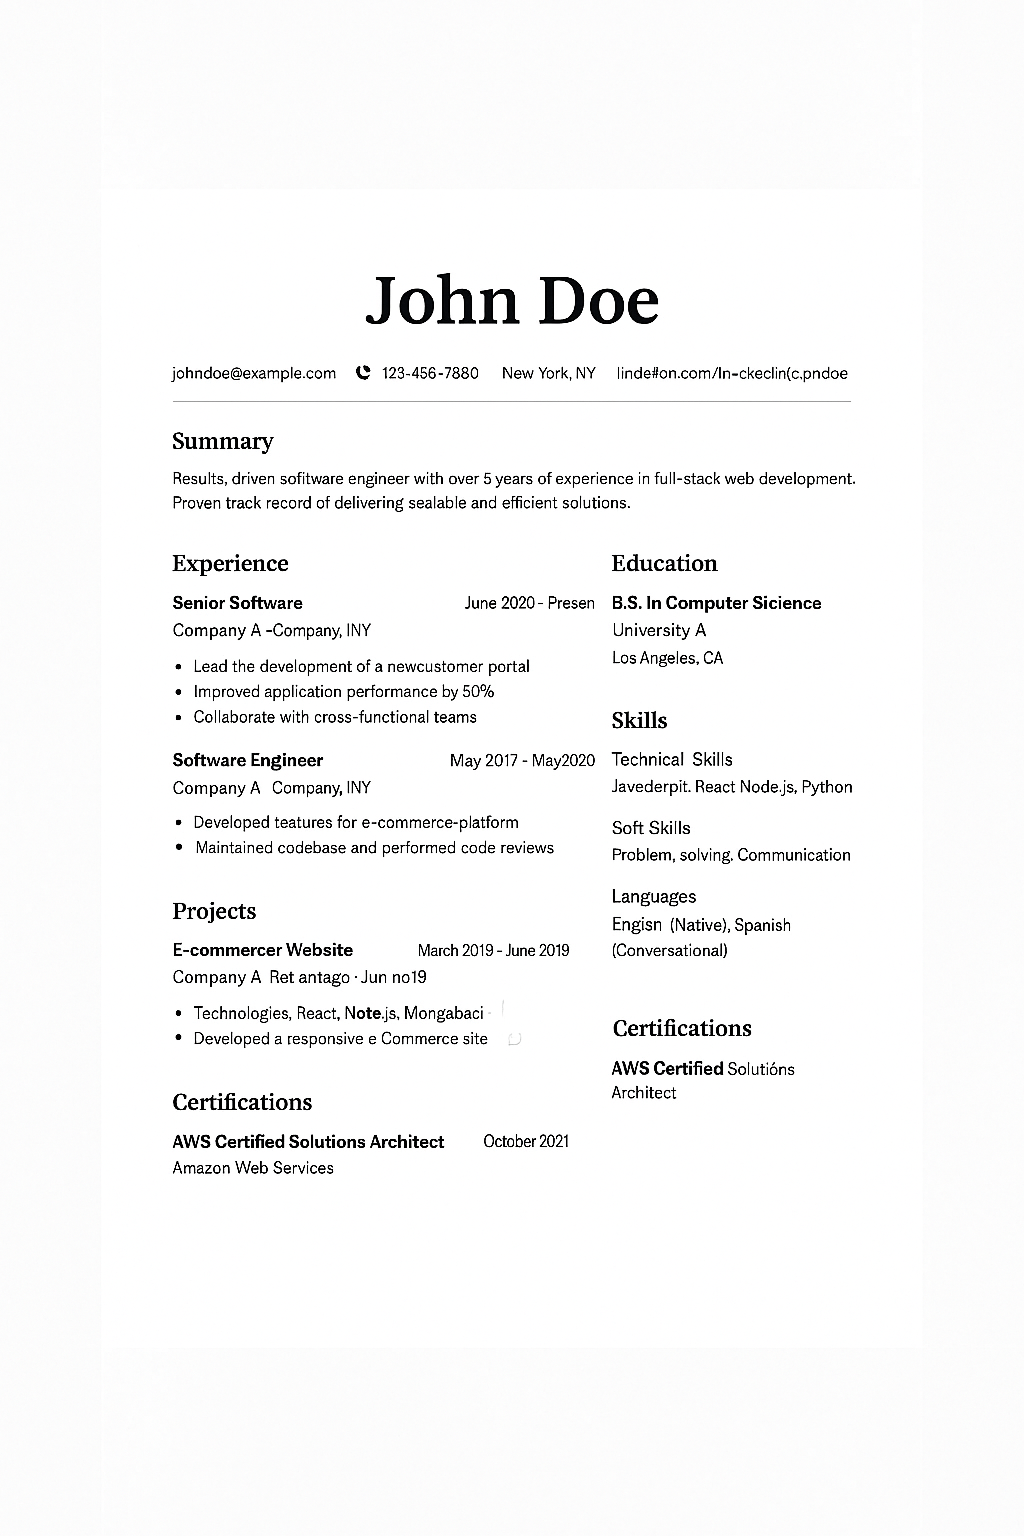 John Doe
johndoe@example.com 123-456-7880 New York, NY linde#on.com/In-ckeclin(c,pndoe
Summary
Results, driven sofitware engineer with over 5 years of experience in full-stack web development.
Proven track record of delivering sealable and efficient solutions.
Experience
Senior Software June 2020 - Presen
Company A -Company, INY
• Lead the development of a newcustomer portal
• Improved application performance by 50%
• Collaborate with cross-functional teams
Software Engineer May 2017 - May2020
Company A Company, INY
• Developed teatures for e-commerce-platform
• Maintained codebase and performed code reviews
Projects
E-commercer Website March 2019 - June 2019
Company A Ret antago · Jun no19
• Technologies, React, Note.js, Mongabaci
• Developed a responsive e Commerce site
Certifications
AWS Certified Solutions Architect October 2021
Amazon Web Services
Education
B.S. In Computer Sicience
University A
Los Angeles, CA
Skills
Technical Skills
Javederpit. React Node.js, Python
Soft Skills
Problem, solving. Communication
Languages
Engisn (Native), Spanish
(Conversational)
Certifications
AWS Certified Solutións
Architect